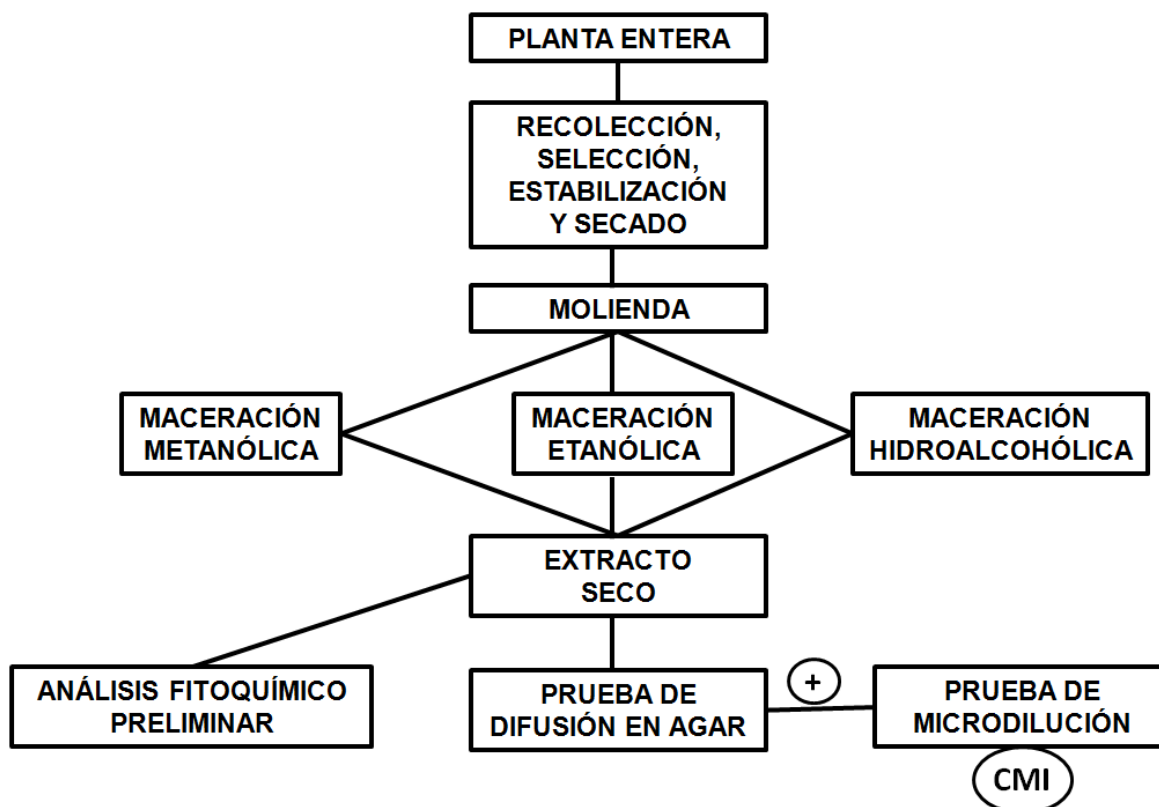 PLANTA ENTERA
RECOLECCIÓN,
SELECCIÓN,
ESTABILIZACIÓN
Y SECADO
MOLIENDA
MACERACIÓN
METANÓLICA
MACERACIÓN
ETANÓLICA
MACERACIÓN
HIDROALCOHÓLICA
EXTRACTO
SECO
ANÁLISIS FITOQUÍMICO
PRELIMINAR
PRUEBA DE
DIFUSIÓN EN AGAR
+
PRUEBA DE
MICRODILUCIÓN
CMI